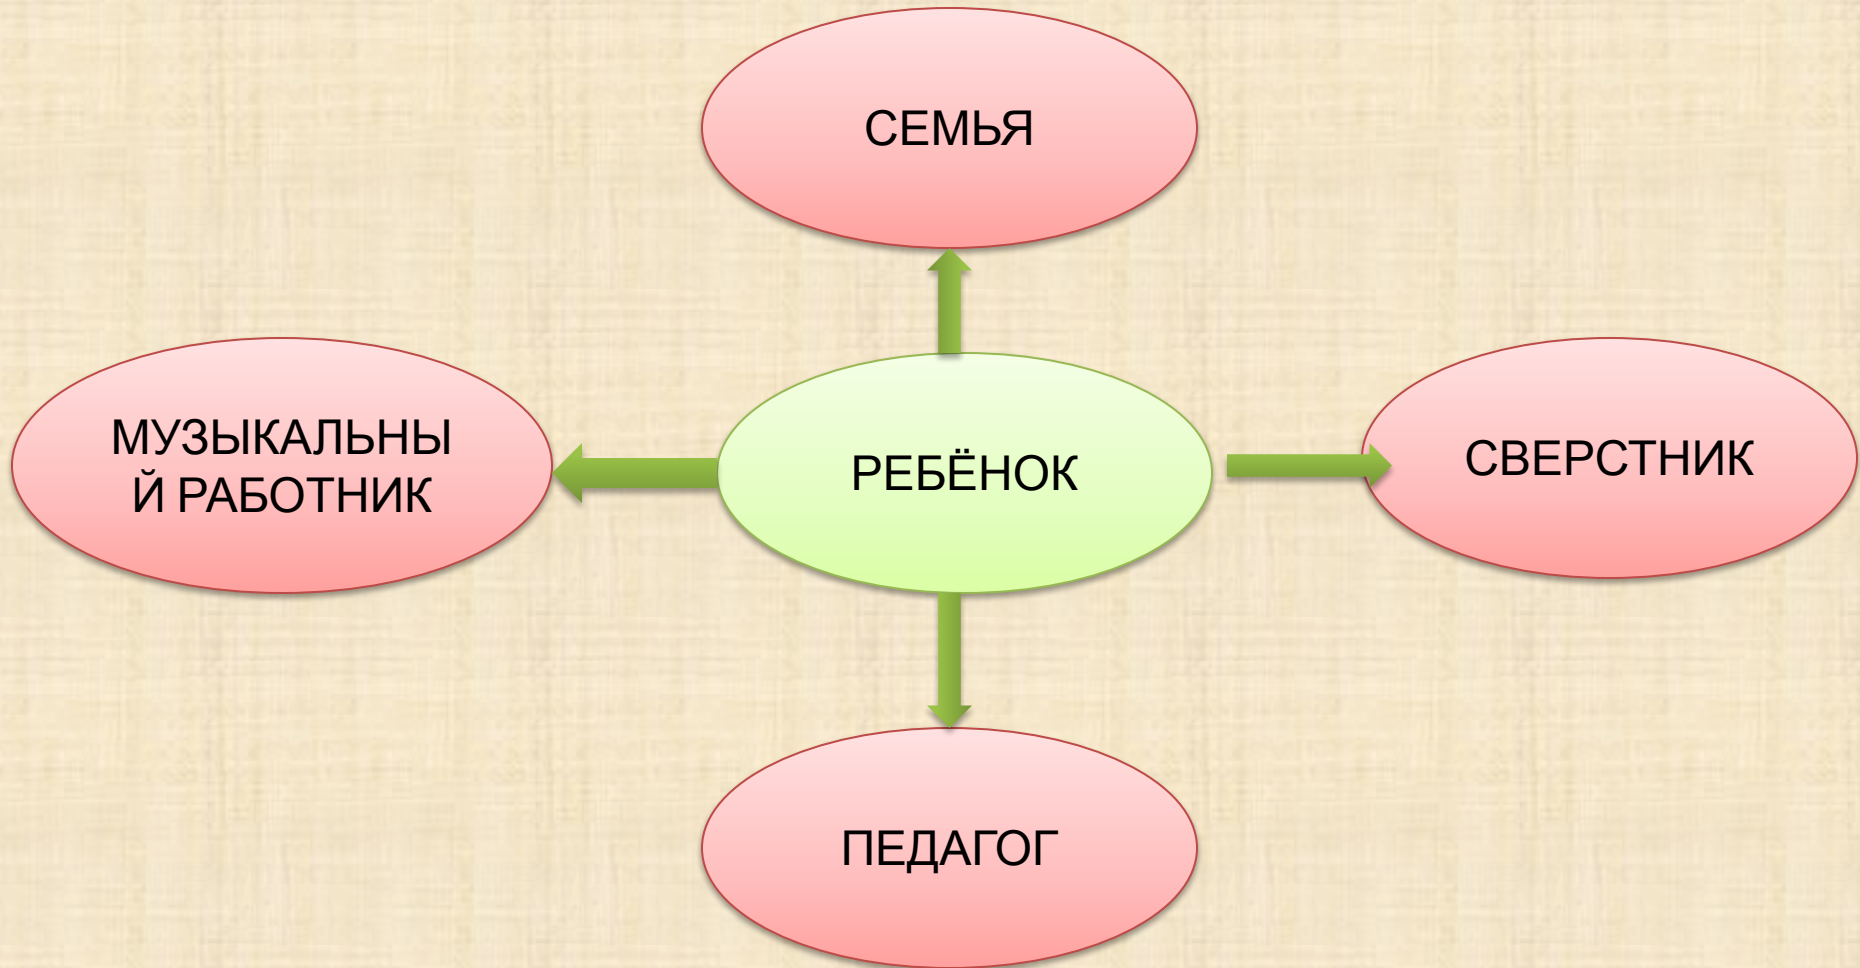 СЕМЬЯ
МУЗЫКАЛЬНЫ
Й РАБОТНИК
РЕБЁНОК
СВЕРСТНИК
ПЕДАГОГ